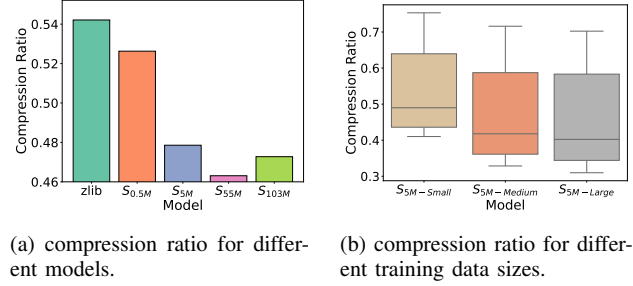 Compression Ratio
0.54
0.52
0.50
0.48
0.46
zlib S0.5M S5M S55M S103M
Model
(a) compression ratio for differ-
ent models.
Compression Ratio
0.7
0.6
0.5
0.4
0.3
S5M−Small S5M−Medium S5M−Large
Model
(b) compression ratio for differ-
ent training data sizes.